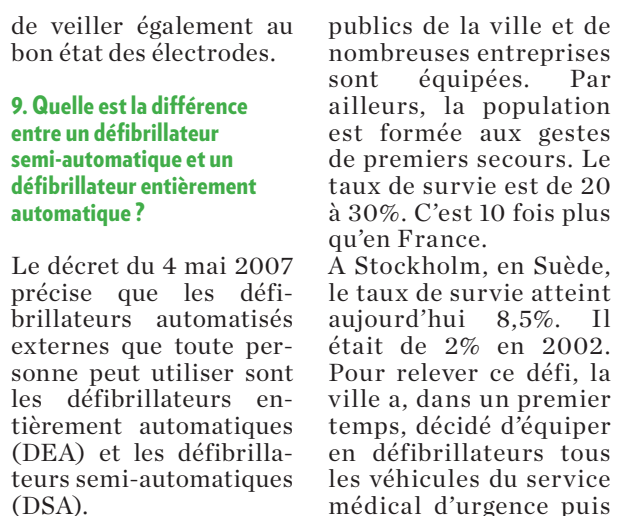 de veiller également au
bon état des électrodes.
9. Quelle est la différence
entre un défibrillateur
semi-automatique et un
défibrillateur entièrement
automatique ?
Le décret du 4 mai 2007
précise que les défi-
brillateurs automatisés
externes que toute per-
sonne peut utiliser sont
les défibrillateurs en-
tièrement automatiques
(DEA) et les défibrilla-
teurs semi-automatiques
(DSA).
publics de la ville et de
nombreuses entreprises
sont équipées. Par
ailleurs, la population
est formée aux gestes
de premiers secours. Le
taux de survie est de 20
à 30%. C’est 10 fois plus
qu’en France.
A Stockholm, en Suède,
le taux de survie atteint
aujourd’hui 8,5%. Il
était de 2% en 2002.
Pour relever ce défi, la
ville a, dans un premier
temps, décidé d’équiper
en défibrillateurs tous
les véhicules du service
médical d’urgence puis